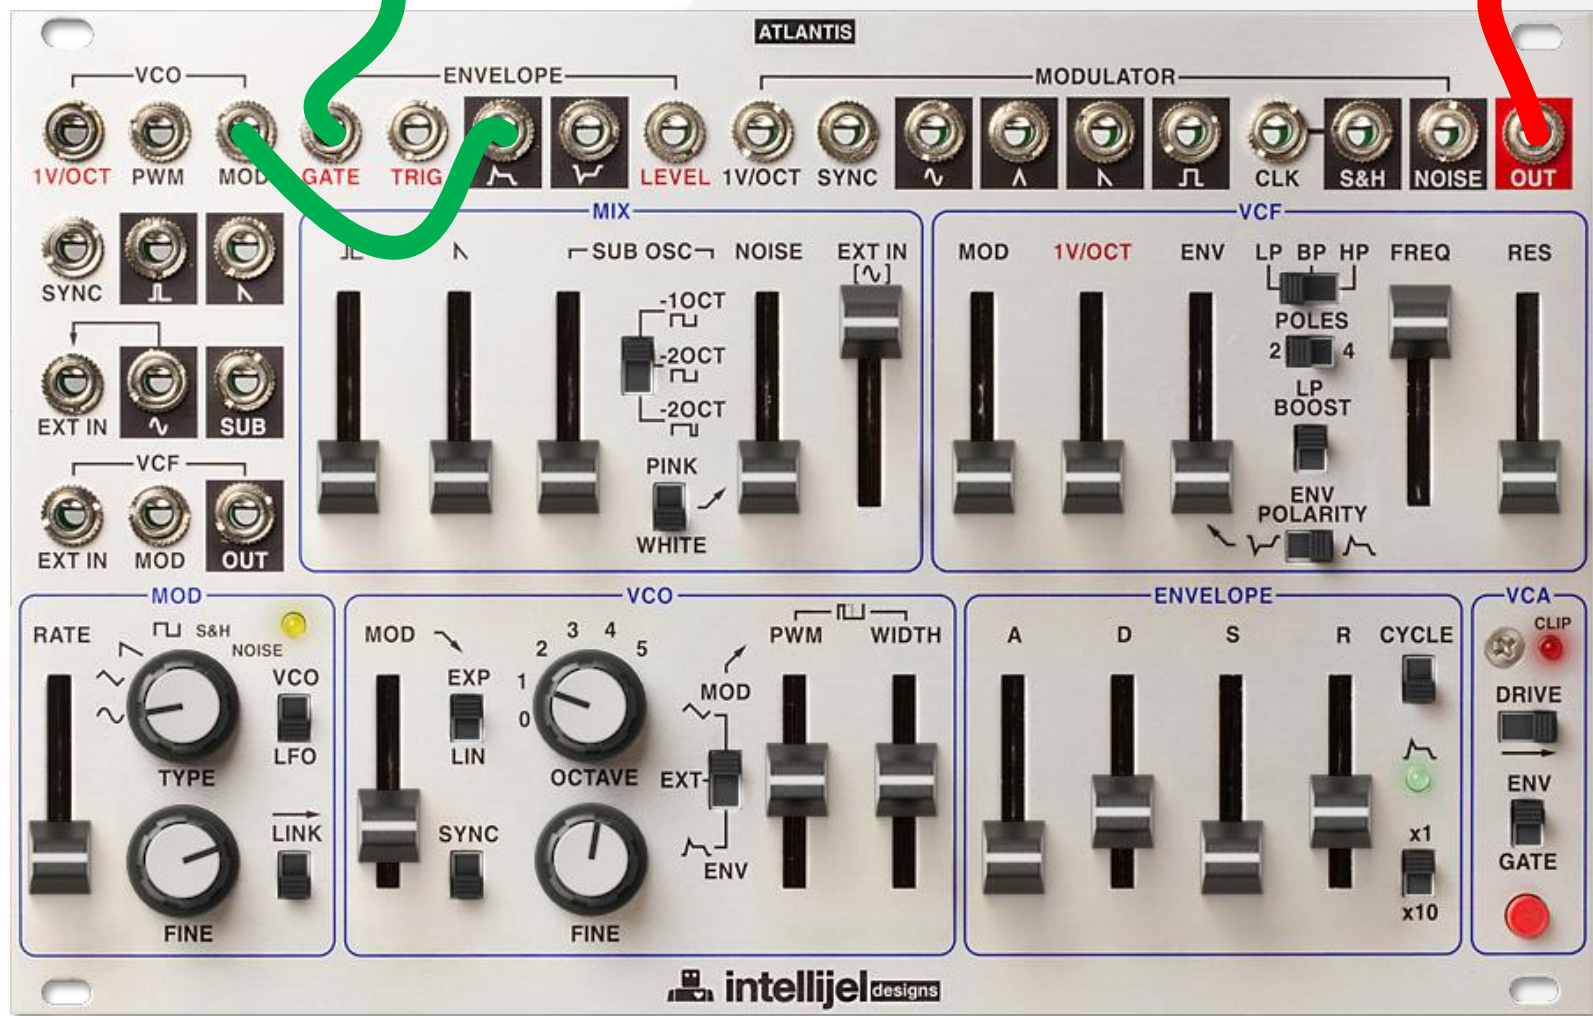 ATLANTIS
VCO ENVELOPE MODULATOR
1V/OCT PWM MOD GATE TRIG LEVEL 1V/OCT SYNC CLK S&H NOISE OUT
SYNC
EXT IN SUB
VCF
EXT IN MOD OUT
MIX
SUB OSC NOISE EXT IN
-1OCT
-2OCT
-2OCT
PINK
WHITE
VCF
MOD 1V/OCT ENV LP BP HP FREQ RES
POLES
2 4
LP
BOOST
ENV
POLARITY
MOD
RATE S&H
NOISE
VCO
LFO
TYPE
LINK
FINE
VCO
MOD 2 3 4 5 PWM WIDTH
EXP 1 MOD
0
LIN OCTAVE EXT
SYNC
ENV
FINE
ENVELOPE
A D S R CYCLE
x1
x10
VCA
CLIP
DRIVE
ENV
GATE
intellijel designs